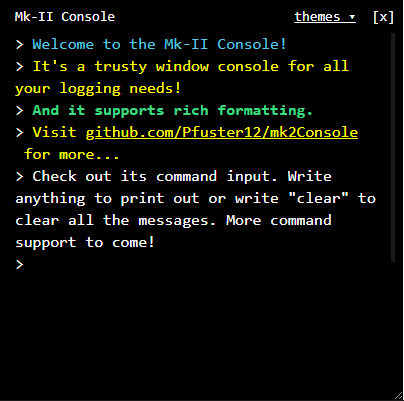 Mk-II Console themes ▾ [x]
> Welcome to the Mk-II Console!
> It's a trusty window console for all
your logging needs!
> And it supports rich formatting.
> Visit github.com/Pfuster12/mk2Console
for more...
> Check out its command input. Write
anything to print out or write "clear" to
clear all the messages. More command
support to come!
>